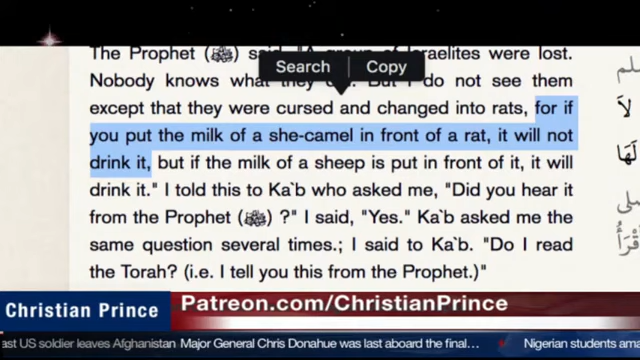 The Prophet (ﷺ) said, "A group of Israelites were lost.
Nobody knows what they But I do not see them
Search Copy
except that they were cursed and changed into rats, for if
you put the milk of a she-camel in front of a rat, it will not
drink it, but if the milk of a sheep is put in front of it, it will
drink it." I told this to Ka`b who asked me, "Did you hear it
from the Prophet (ﷺ) ?" I said, "Yes." Ka`b asked me the
same question several times.; I said to Ka`b. "Do I read
the Torah? (i.e. I tell you this from the Prophet.)"
لاَ
لَهَا
Christian Prince
Patreon.com/ChristianPrince
ast US soldier leaves Afghanistan Major General Chris Donahue was last aboard the final... Nigerian students ama